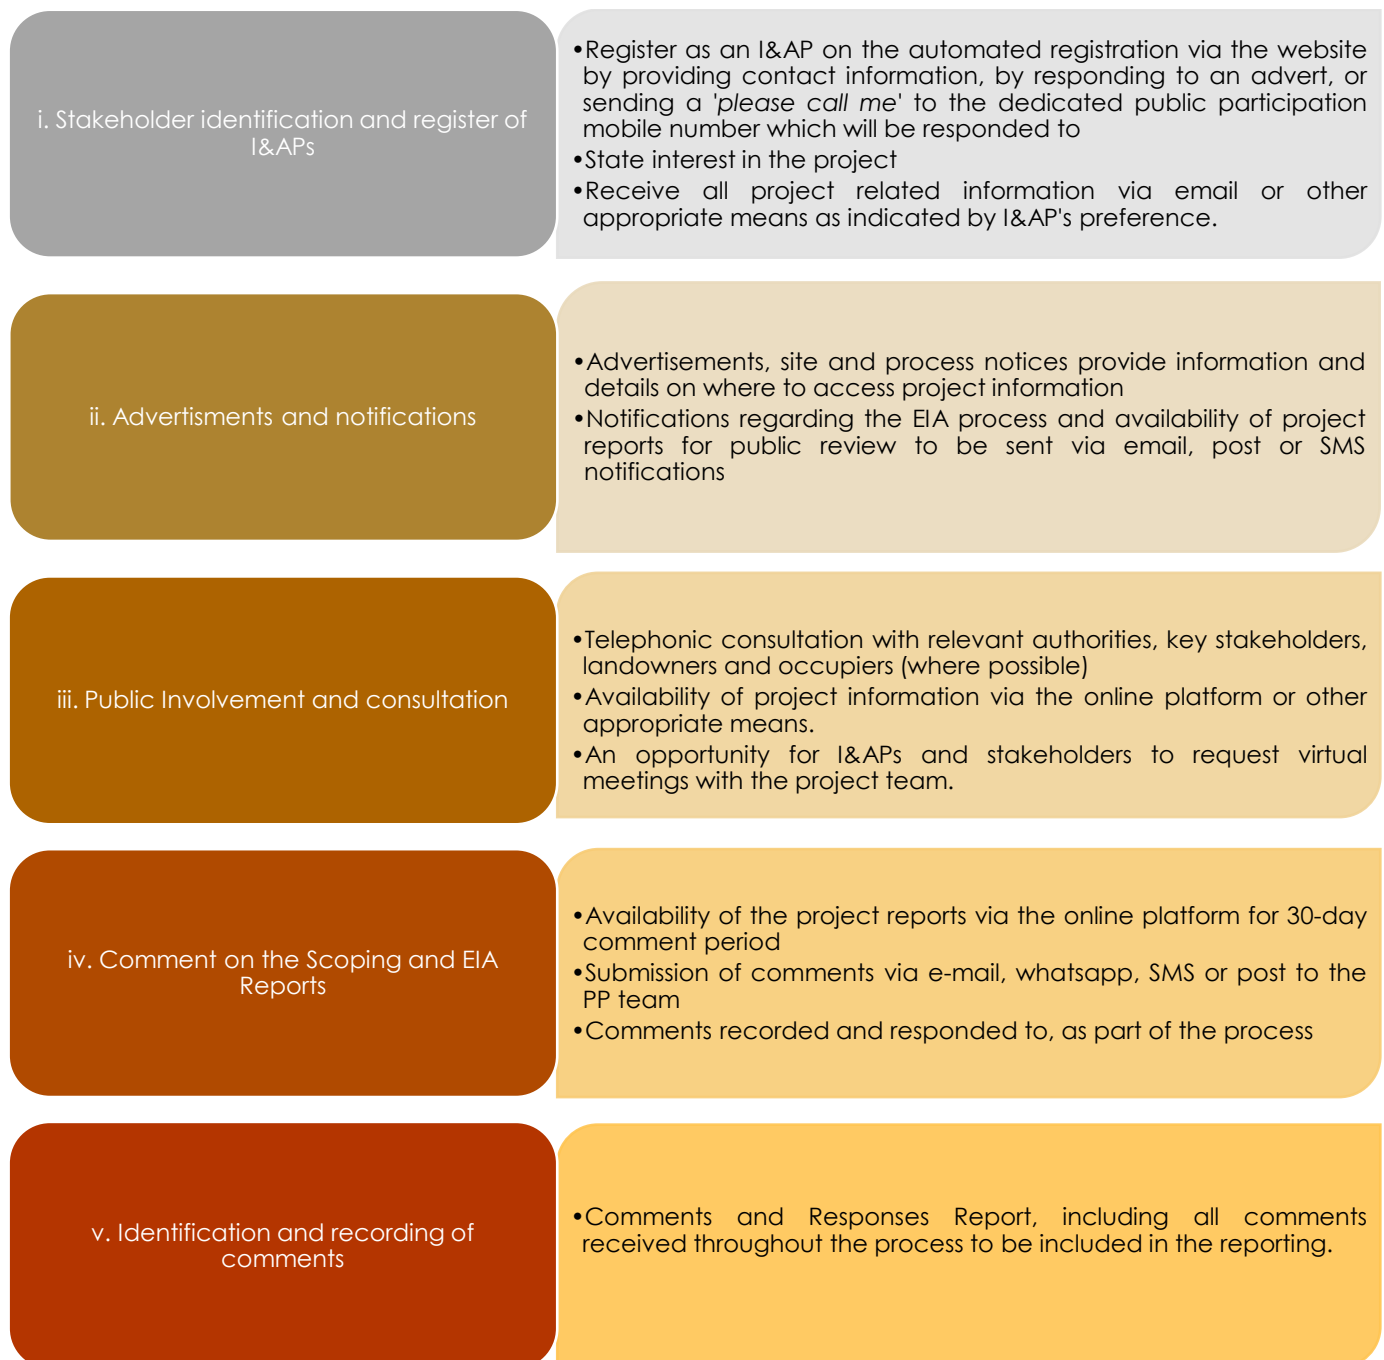 i. Stakeholder identification and register of
I&APs
•Register as an I&AP on the automated registration via the website
by providing contact information, by responding to an advert, or
sending a 'please call me' to the dedicated public participation
mobile number which will be responded to
•State interest in the project
•Receive all project related information via email or other
appropriate means as indicated by I&AP's preference.
ii. Advertisments and notifications
•Advertisements, site and process notices provide information and
details on where to access project information
•Notifications regarding the EIA process and availability of project
reports for public review to be sent via email, post or SMS
notifications
iii. Public Involvement and consultation
•Telephonic consultation with relevant authorities, key stakeholders,
landowners and occupiers (where possible)
•Availability of project information via the online platform or other
appropriate means.
•An opportunity for I&APs and stakeholders to request virtual
meetings with the project team.
iv. Comment on the Scoping and EIA
Reports
•Availability of the project reports via the online platform for 30-day
comment period
•Submission of comments via e-mail, whatsapp, SMS or post to the
PP team
•Comments recorded and responded to, as part of the process
v. Identification and recording of
comments
•Comments and Responses Report, including all comments
received throughout the process to be included in the reporting.